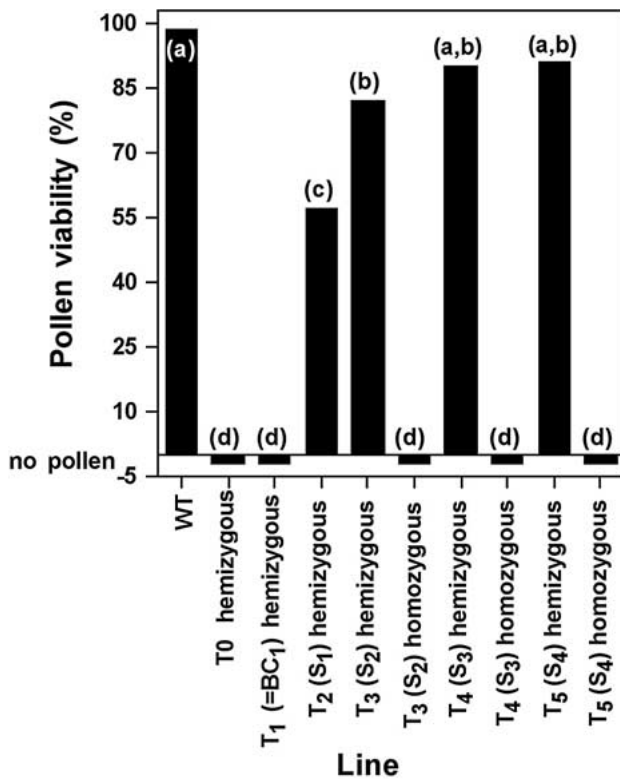 Pollen viability (%)
100
85
70
55
40
25
10
no pollen
-5
(a)
(d)
(d)
(c)
(b)
(d)
(a,b)
(d)
(a,b)
(d)
WT
T0 hemizygous
T1 (=BC1) hemizygous
T2 (S1) hemizygous
T3 (S2) hemizygous
T3 (S2) homozygous
T4 (S3) hemizygous
T4 (S3) homozygous
T5 (S4) hemizygous
T5 (S4) homozygous
Line